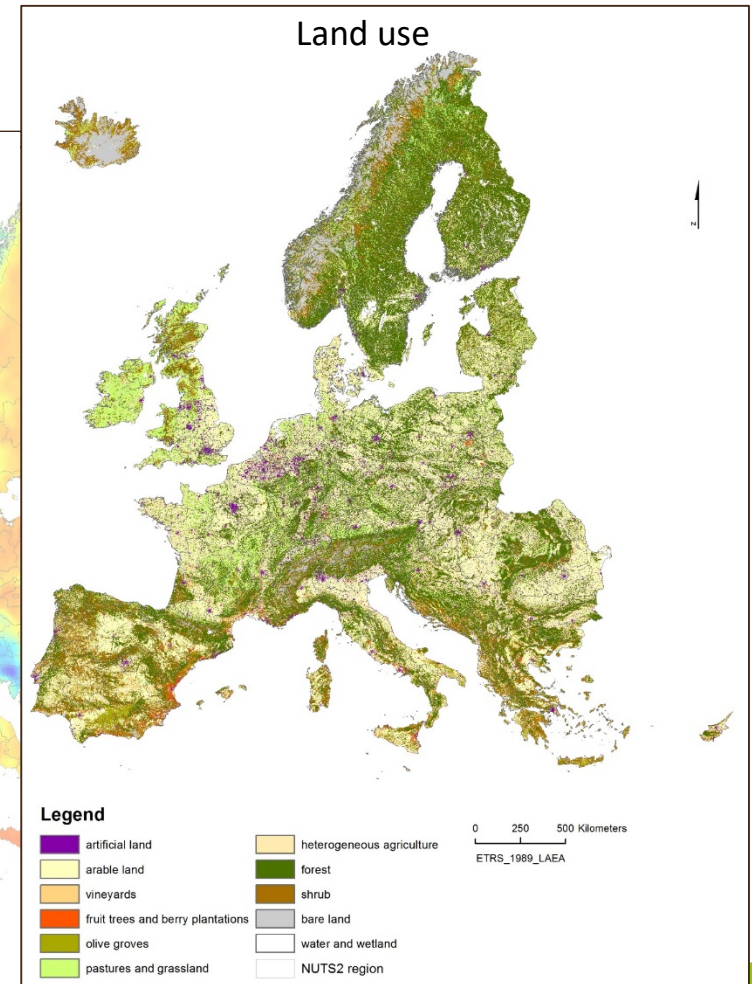 Land use
N
Legend
artificial land
arable land
vineyards
fruit trees and berry plantations
olive groves
pastures and grassland
heterogeneous agriculture
forest
shrub
bare land
water and wetland
NUTS2 region
0 250 500 Kilometers
ETRS_1989_LAEA